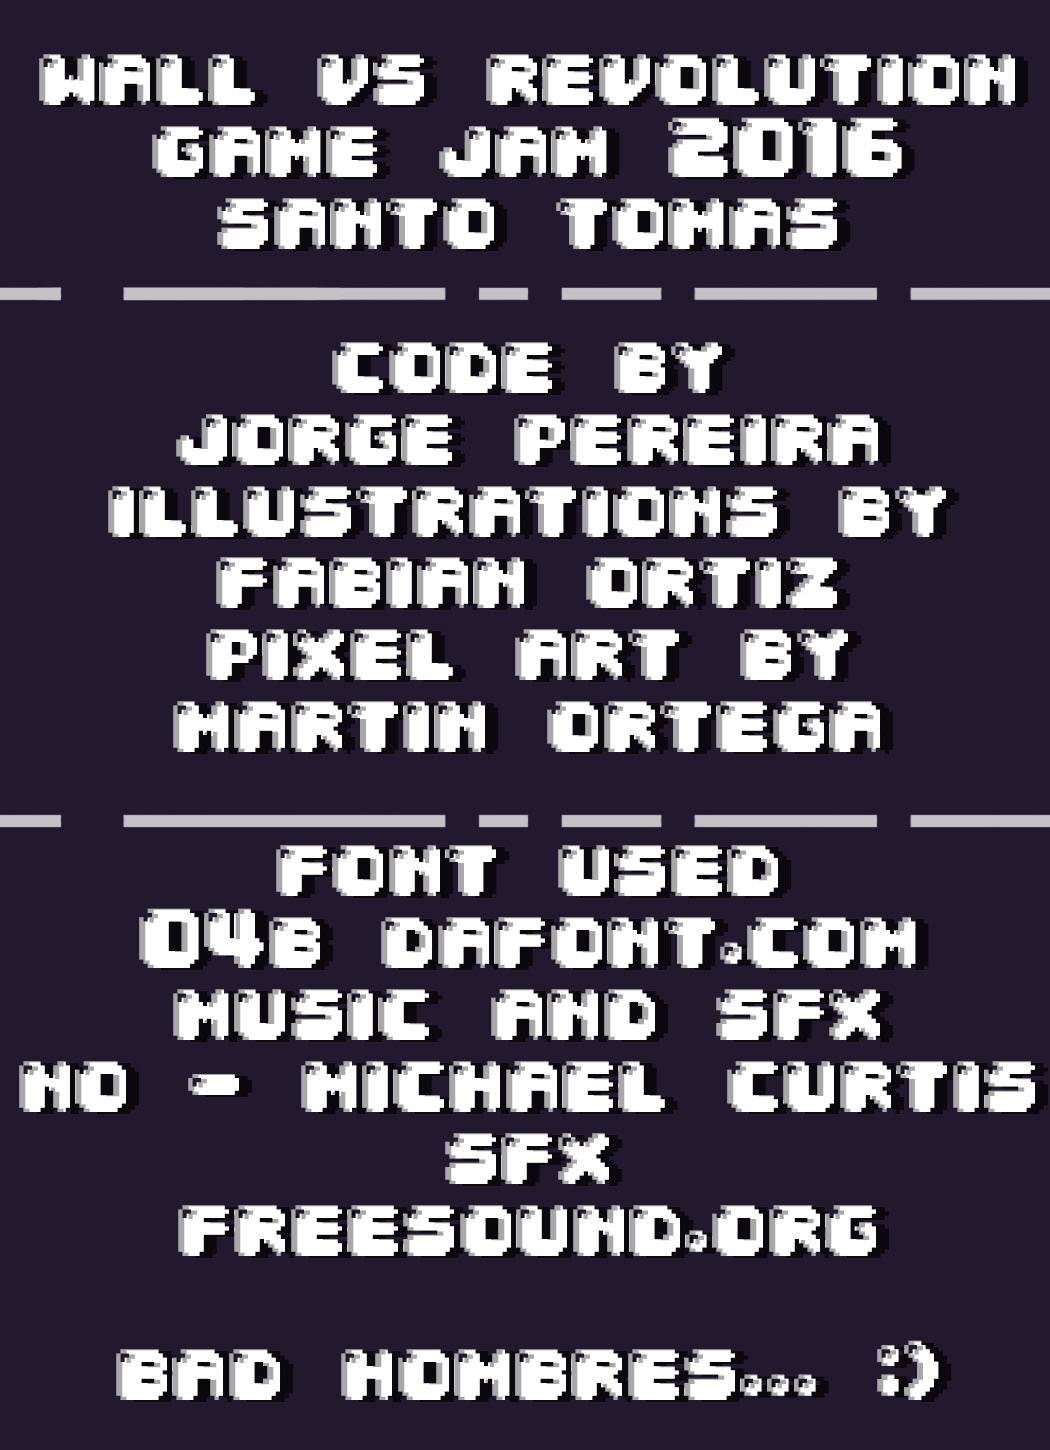 WALL VS REVOLUTION
GAME JAM 2016
SANTO TOMAS
CODE BY
JORGE PEREIRA
ILLUSTRATIONS BY
FABIAN ORTIZ
PIXEL ART BY
MARTIN ORTEGA
FONT USED
04B DAFONT.COM
MUSIC AND SFX
NO - MICHAEL CURTIS
SFX
FREESOUND.ORG
BAD HOMBRES... :)